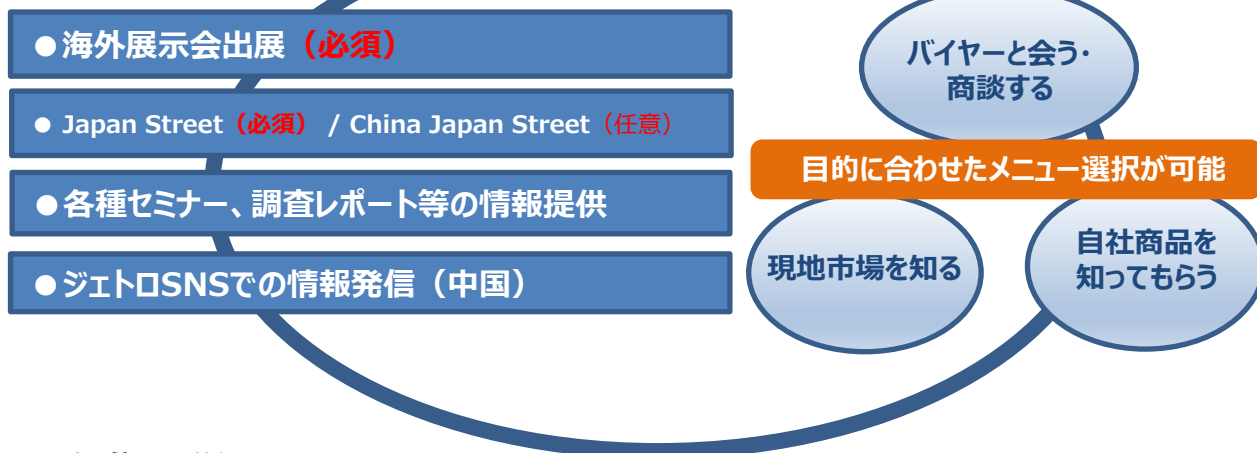 ●海外展示会出展（必須）
● Japan Street（必須） / China Japan Street（任意）
●各種セミナー、調査レポート等の情報提供
●ジェトロSNSでの情報発信（中国）
バイヤーと会う・
商談する
目的に合わせたメニュー選択が可能
現地市場を知る
自社商品を
知ってもらう